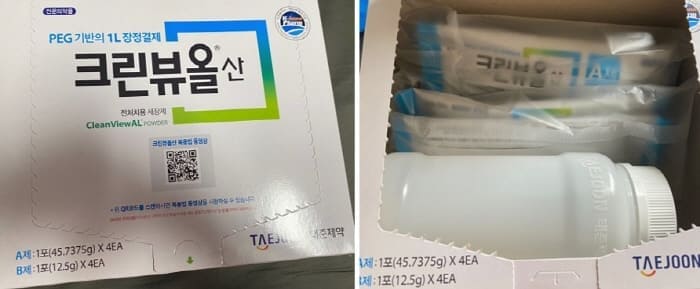 전문의약품
PEG 기반의 1L 장정결제
크린뷰올® 산
전처치용 세장제
CleanViewAL® POWDER
크린뷰올산 복용법 동영상
TAEJOON 태준제약
A제 : 1포(45.7375g) X 4EA
B제 : 1포(12.5g) X 4EA
크린뷰올
A제
TAEJOON
A제 : 1포(45.7375g) X 4EA
B제 : 1포(12.5g) X 4EA
TAEJOON